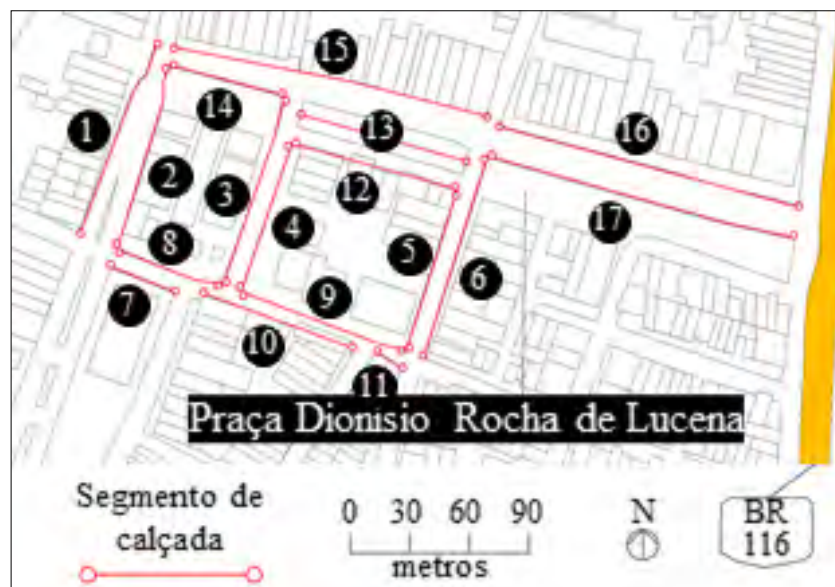 15
1
14
13
16
2
3
12
17
4
5
8
6
9
7
10
11
Praça Dionisio Rocha de Lucena
Segmento de
calçada
0 30 60 90
metros
N
BR
116